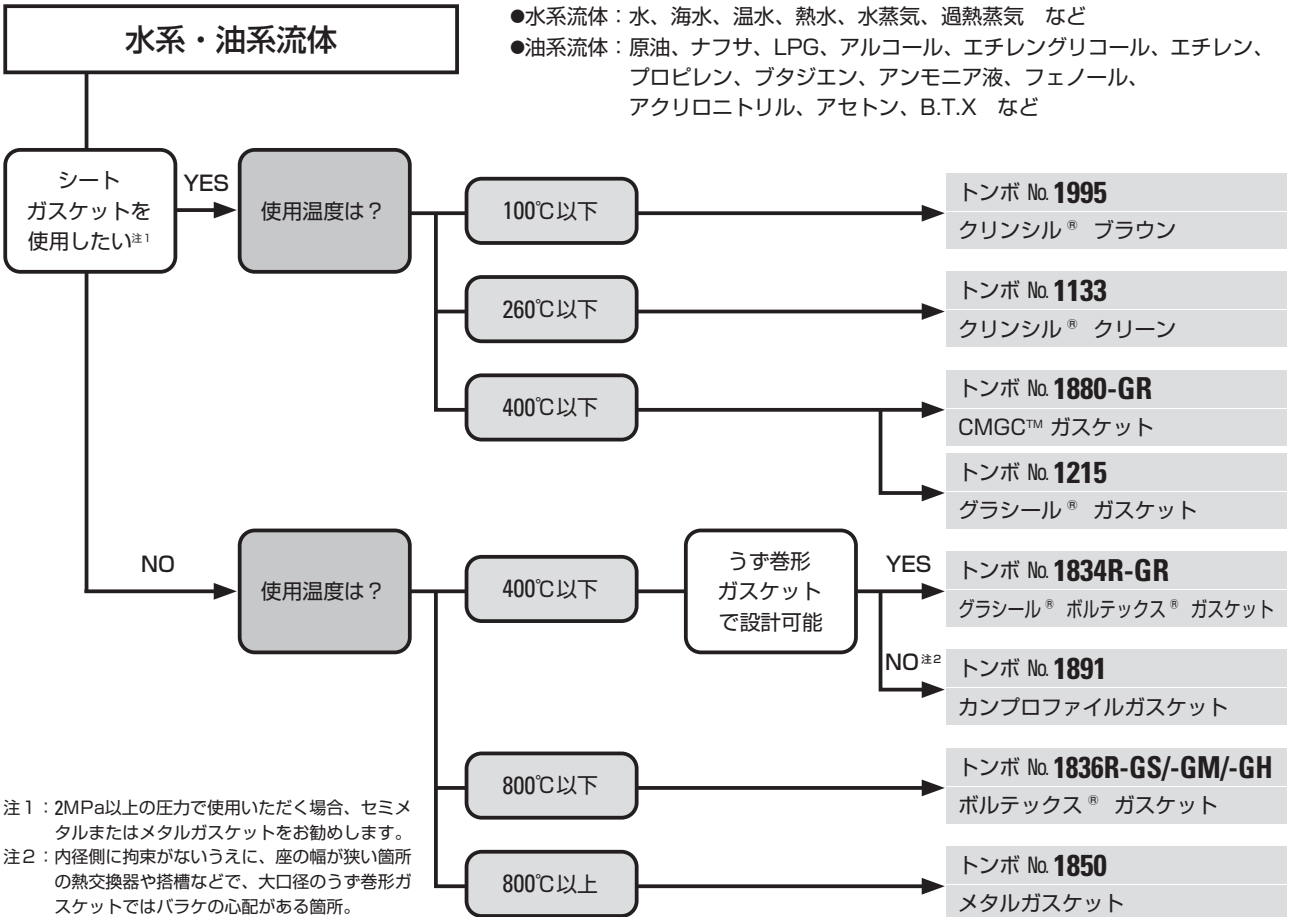 水系・油系流体
●水系流体：水、海水、温水、熱水、水蒸気、過熱蒸気　など
●油系流体：原油、ナフサ、LPG、アルコール、エチレングリコール、エチレン、
プロピレン、ブタジエン、アンモニア液、フェノール、
アクリロニトリル、アセトン、B.T.X　など
シート
ガスケットを
使用したい注1
YES
使用温度は？
100℃以下
トンボ No. 1995
クリンシル® ブラウン
260℃以下
トンボ No. 1133
クリンシル® クリーン
400℃以下
トンボ No. 1880-GR
CMGC™ ガスケット
トンボ No. 1215
グラシール® ガスケット
NO
使用温度は？
400℃以下
うず巻形
ガスケット
で設計可能
YES
トンボ No. 1834R-GR
グラシール® ボルテックス® ガスケット
NO注2
トンボ No. 1891
カンプロファイルガスケット
800℃以下
トンボ No. 1836R-GS/-GM/-GH
ボルテックス® ガスケット
800℃以上
トンボ No. 1850
メタルガスケット
注1：2MPa以上の圧力で使用いただく場合、セミメ
タルまたはメタルガスケットをお勧めします。
注2：内径側に拘束がないうえに、座の幅が狭い箇所
の熱交換器や搭槽などで、大口径のうず巻形ガ
スケットではバラケの心配がある箇所。